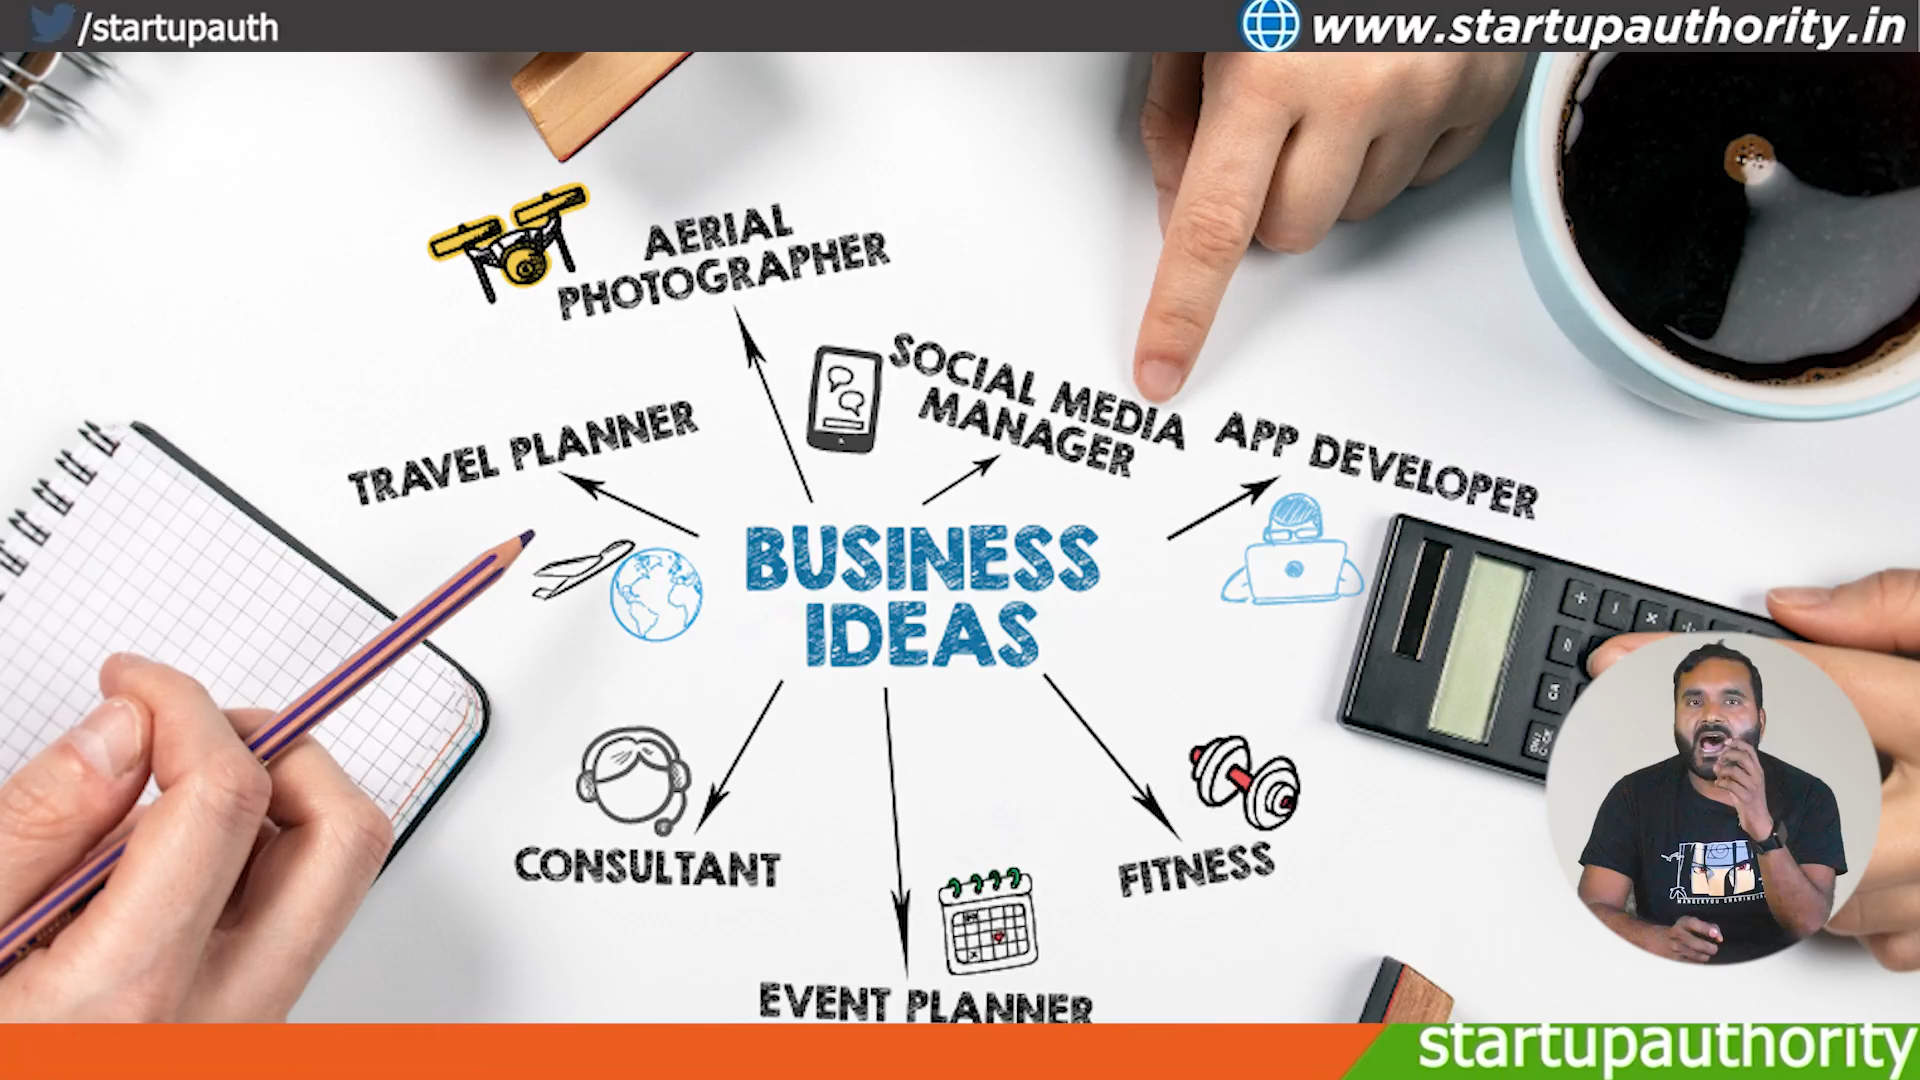 /startupauth
www.startupauthority.in
AERIAL
PHOTOGRAPHER
SOCIAL MEDIA
MANAGER
APP DEVELOPER
TRAVEL PLANNER
BUSINESS
IDEAS
CONSULTANT
FITNESS
EVENT PLANNER
startupauthority